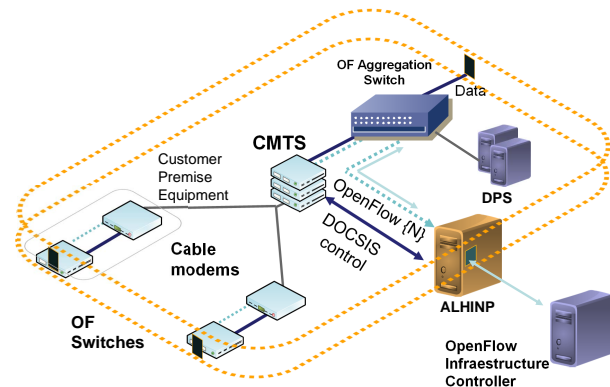 OF Aggregation
Switch
Data
CMTS
Customer
Premise
Equipment
DPS
OpenFlow {N}
DOCSIS
control
Cable
modems
ALHINP
OF
Switches
OpenFlow
Infraestructure
Controller